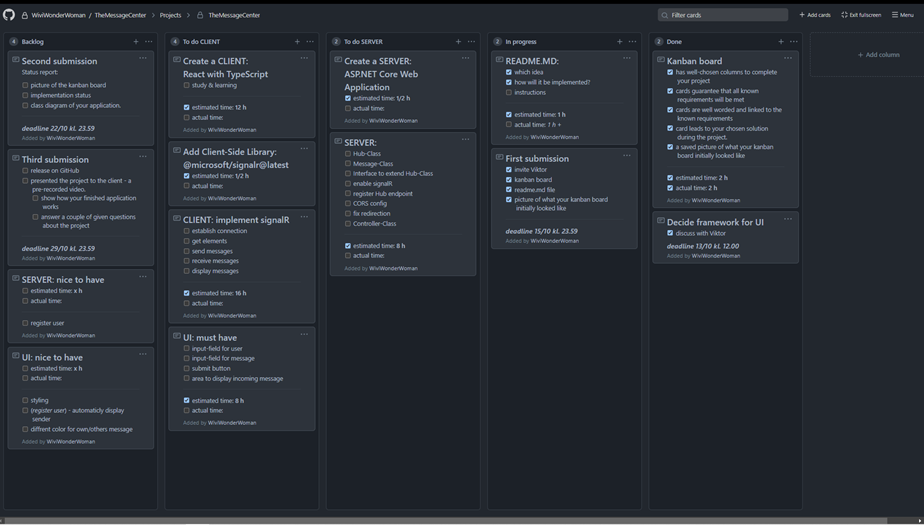 WiviWonderWoman / TheMessageCenter > Projects > TheMessageCenter
Filter cards
+ Add cards
Exit fullscreen
Menu
4 Backlog
Second submission
Status report:
picture of the kanban board
implementation status
class diagram of your application.
deadline 22/10 kl. 23.59
Added by WiviWonderWoman
Third submission
release on GitHub
presented the project to the client - a
pre-recorded video.
show how your finished application
works
answer a couple of given questions
about the project
deadline 29/10 kl. 23.59
Added by WiviWonderWoman
SERVER: nice to have
estimated time: x h
actual time:
register user
Added by WiviWonderWoman
UI: nice to have
estimated time: x h
actual time:
styling
(register user) - automaticly display
sender
diffrent color for own/others message
Added by WiviWonderWoman
4 To do CLIENT
Create a CLIENT:
React with TypeScript
study & learning
estimated time: 12 h
actual time:
Added by WiviWonderWoman
Add Client-Side Library:
@microsoft/signalr@latest
estimated time: 1/2 h
actual time:
Added by WiviWonderWoman
CLIENT: implement signalR
establish connection
get elements
send messages
receive messages
display messages
estimated time: 16 h
actual time:
Added by WiviWonderWoman
UI: must have
input-field for user
input-field for message
submit button
area to display incoming message
estimated time: 8 h
actual time:
Added by WiviWonderWoman
2 To do SERVER
Create a SERVER:
ASP.NET Core Web
Application
estimated time: 1/2 h
actual time:
Added by WiviWonderWoman
SERVER:
Hub-Class
Message-Class
Interface to extend Hub-Class
enable signalR
register Hub endpoint
CORS config
fix redirection
Controller-Class
estimated time: 8 h
actual time:
Added by WiviWonderWoman
2 In progress
README.MD:
which idea
how will it be implemented?
instructions
estimated time: 1 h
actual time: 1 h +
Added by WiviWonderWoman
First submission
invite Viktor
kanban board
readme.md file
picture of what your kanban board
initially looked like
deadline 15/10 kl. 23.59
Added by WiviWonderWoman
2 Done
Kanban board
has well-chosen columns to complete
your project
cards guarantee that all known
requirements will be met
cards are well worded and linked to the
known requirements
card leads to your chosen solution
during the project.
a saved picture of what your kanban
board initially looked like
estimated time: 2 h
actual time: 2 h
Added by WiviWonderWoman
Decide framework for UI
discuss with Viktor
deadline 13/10 kl. 12.00
Added by WiviWonderWoman
+ Add column